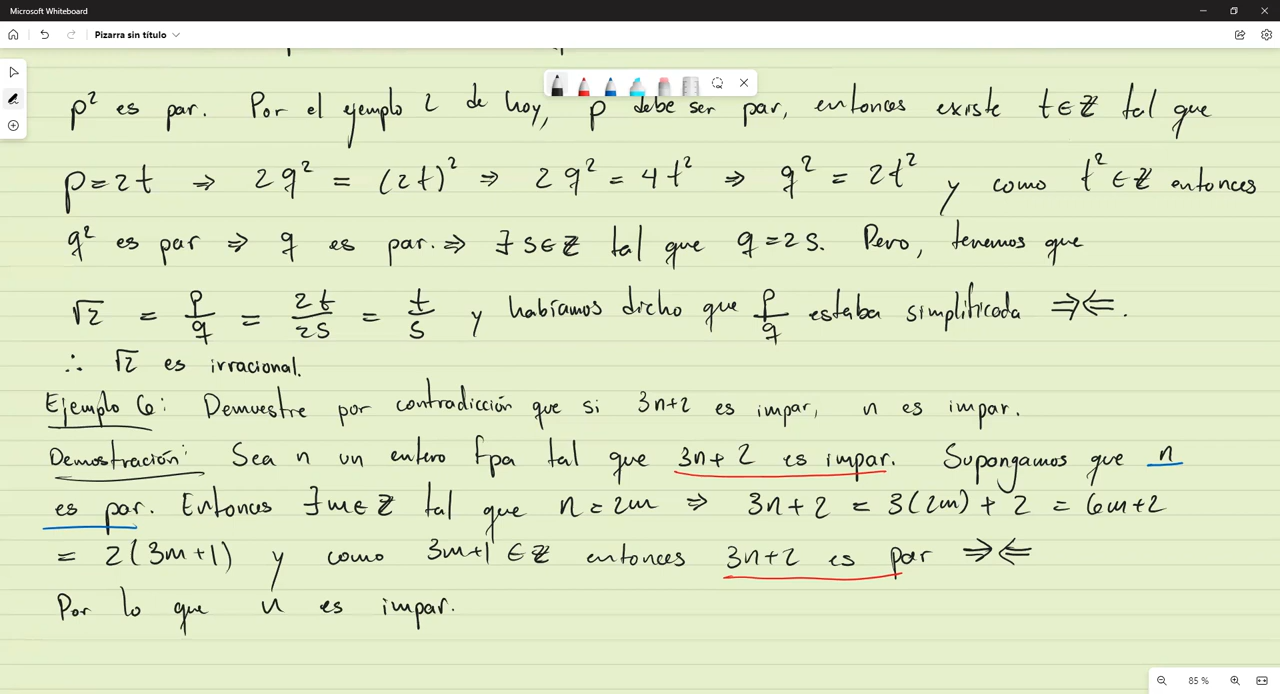 Microsoft Whiteboard
Pizarra sin título
p² es par. Por el ejemplo 2 de hoy, p debe ser par, entonces existe t∈ℤ tal que
p=2t ⇒ 2q² = (2t)² ⇒ 2q² = 4t² ⇒ q² = 2t² y como t²∈ℤ entonces
q² es par ⇒ q es par. ⇒ ∃s∈ℤ tal que q=2s. Pero, tenemos que
√2 = p/q = 2t/2s = t/s y habíamos dicho que p/q estaba simplificada ⇒⇐.
∴ √2 es irracional.
Ejemplo 6: Demuestre por contradicción que si 3n+2 es impar, n es impar.
Demostración: Sea n un entero fpa tal que 3n+2 es impar. Supongamos que n
es par. Entonces ∃m∈ℤ tal que n=2m ⇒ 3n+2 = 3(2m)+2 = 6m+2
= 2(3m+1) y como 3m+1∈ℤ entonces 3n+2 es par ⇒⇐
Por lo que n es impar.
85 %